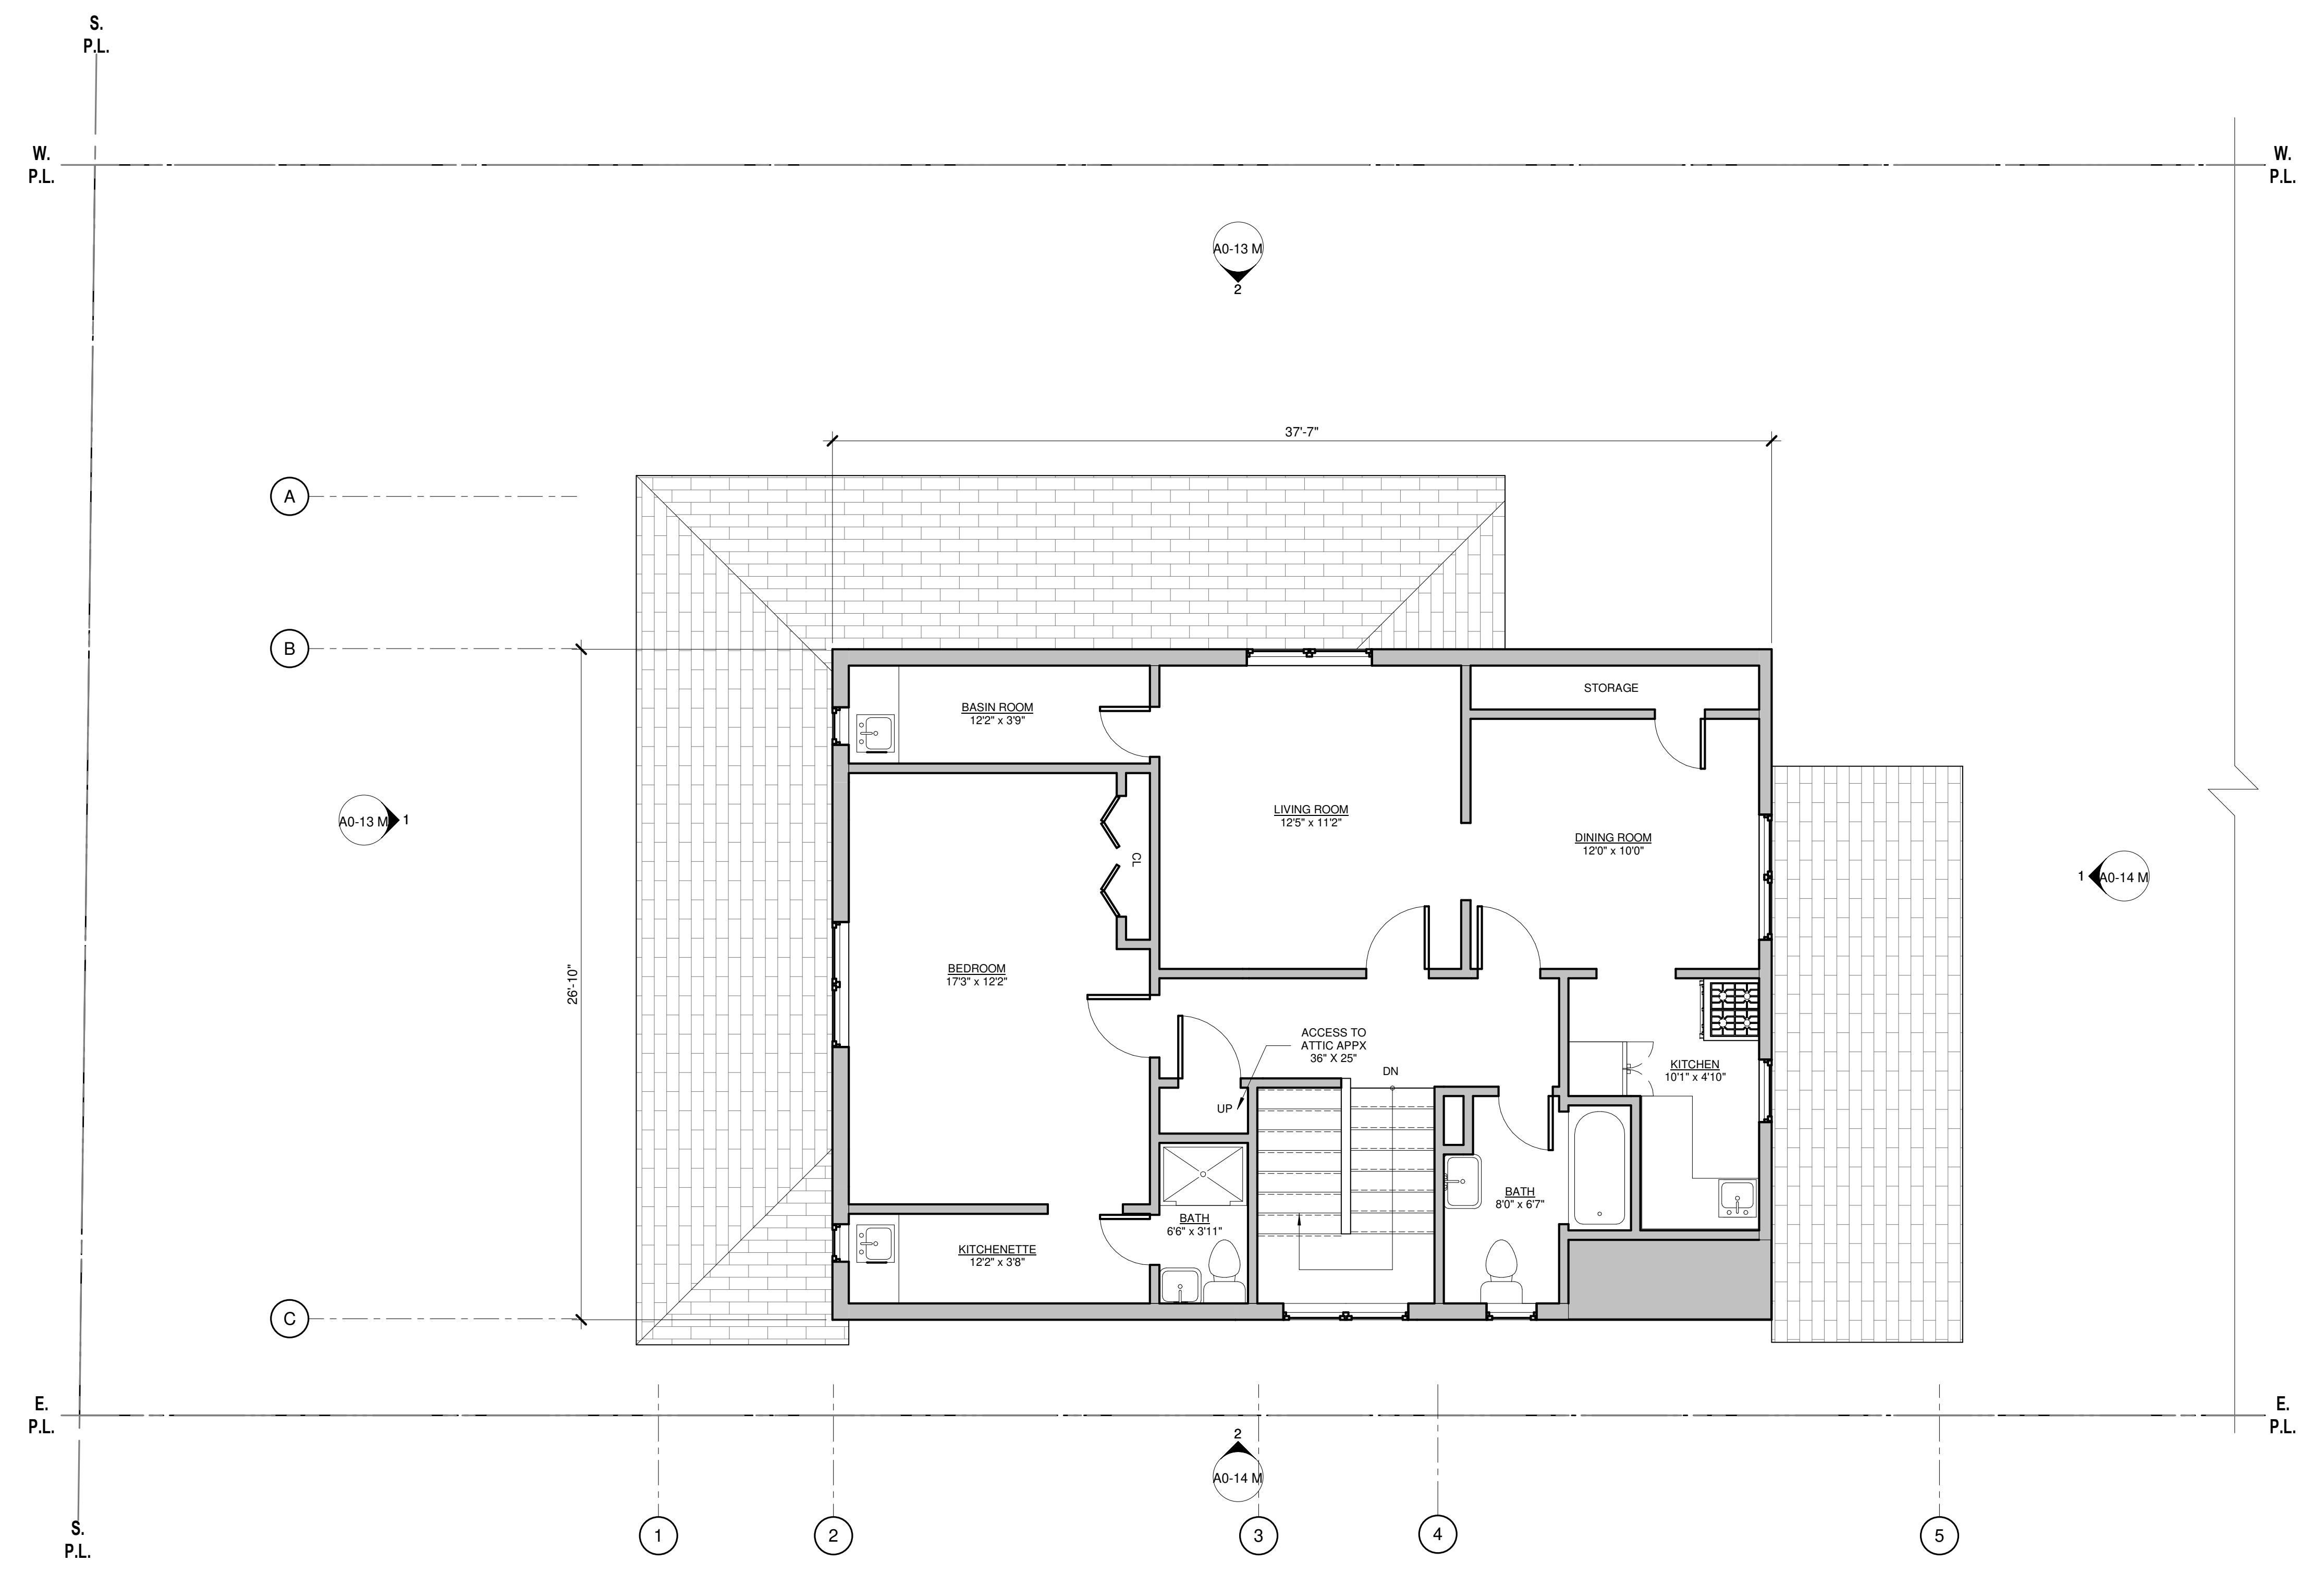 S.
P.L.
W.
P.L.
W.
P.L.
A0-13 M
2
37'-7"
A
B
STORAGE
BASIN ROOM
12'2" x 3'9"
LIVING ROOM
12'5" x 11'2"
A0-13 M
1
DINING ROOM
12'0" x 10'0"
CL
1
A0-14 M
BEDROOM
17'3" x 12'2"
26'-10"
ACCESS TO
ATTIC APPX
36" X 25"
DN
KITCHEN
10'1" x 4'10"
UP
BATH
8'0" x 6'7"
BATH
6'6" x 3'11"
KITCHENETTE
12'2" x 3'8"
C
E.
P.L.
E.
P.L.
2
A0-14 M
S.
P.L.
1
2
3
4
5